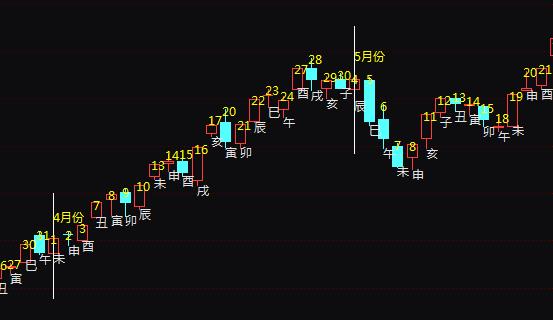 6
丑
27
寅
30
巳
31
午
4月份
1
未
2
申
3
酉
7
丑
8
寅
9
卯
10
辰
13
未
14
申
15
酉
16
戌
17
亥
20
寅
21
卯
22
辰
23
巳
24
午
27
酉
28
戌
29
亥
30
子
5月份
4
辰
5
巳
6
午
7
未
8
申
11
亥
12
子
13
丑
14
寅
15
卯
18
午
19
未
20
申
21
酉